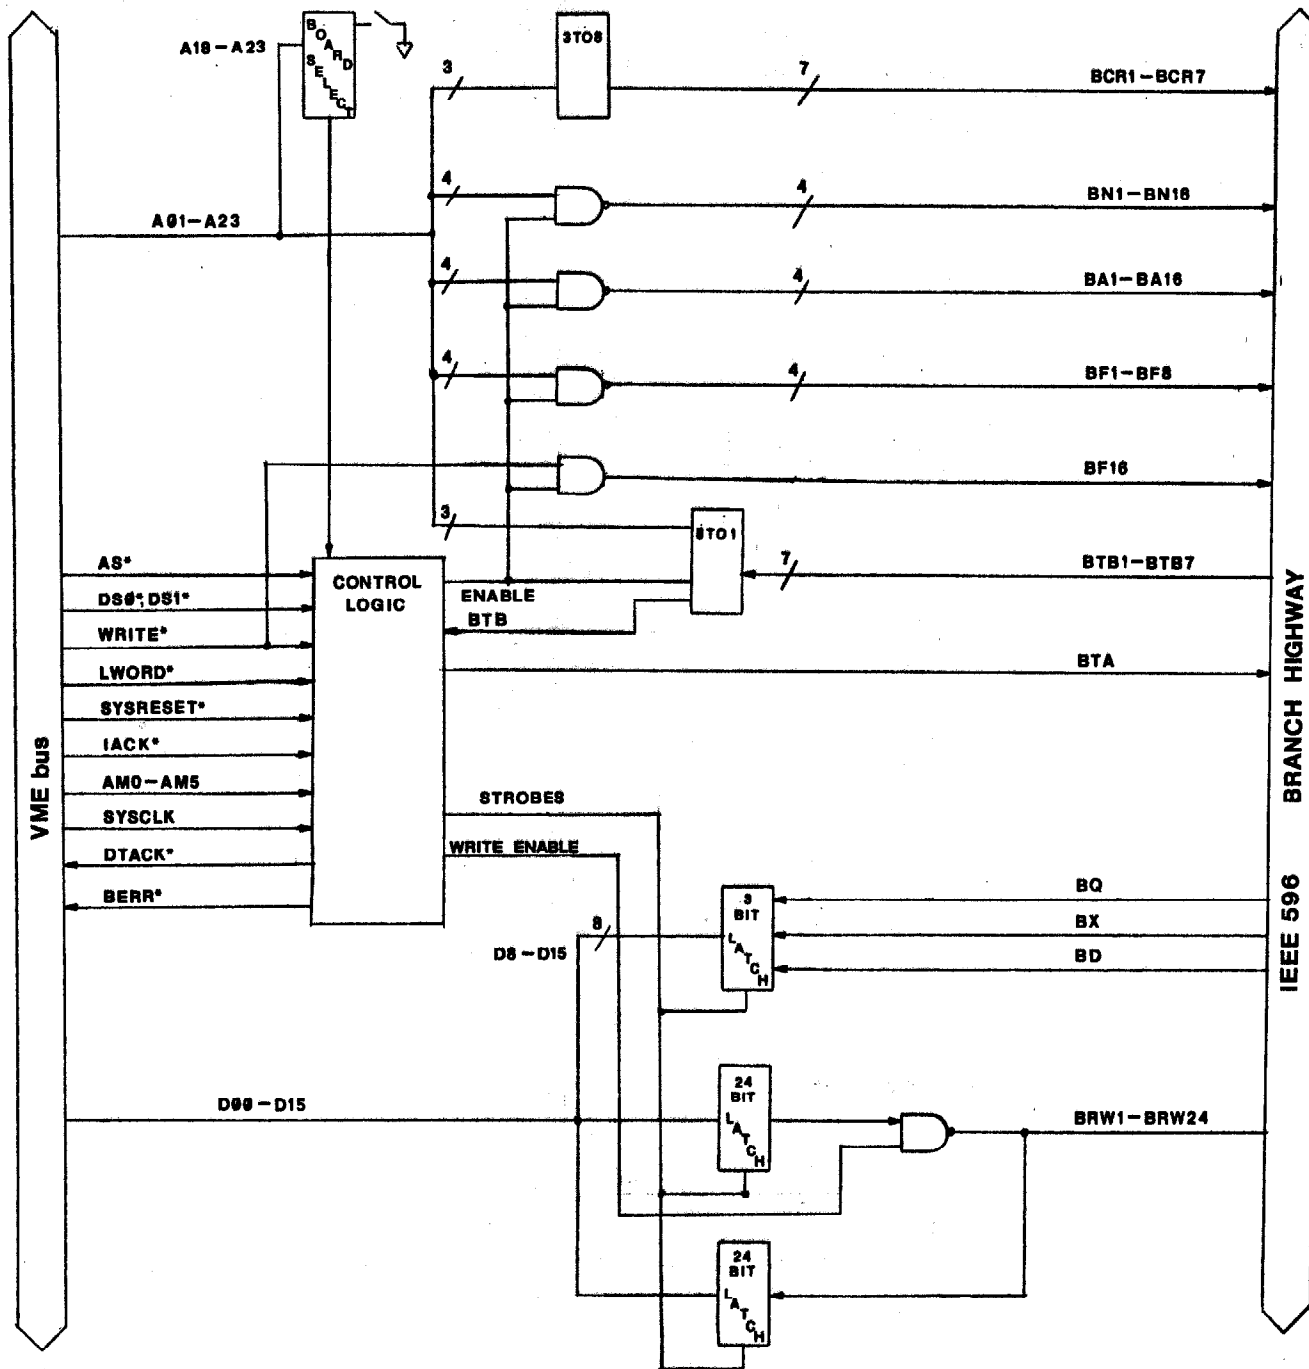 A19-A23
BOARD SELECT
3TO8
3
7
BCR1-BCR7
4
4
BN1-BN16
A01-A23
4
4
BA1-BA16
4
4
BF1-BF8
BF16
3
8TO1
7
BTB1-BTB7
AS*
CONTROL
LOGIC
ENABLE
DS0*,DS1*
BTB
WRITE*
BTA
LWORD*
SYSRESET*
IACK*
AM0-AM5
STROBES
SYSCLK
WRITE ENABLE
DTACK*
BERR*
VME bus
IEEE 596 BRANCH HIGHWAY
3
BIT
LATCH
BQ
BX
BD
8
D8-D15
D00-D15
24
BIT
LATCH
BRW1-BRW24
24
BIT
LATCH